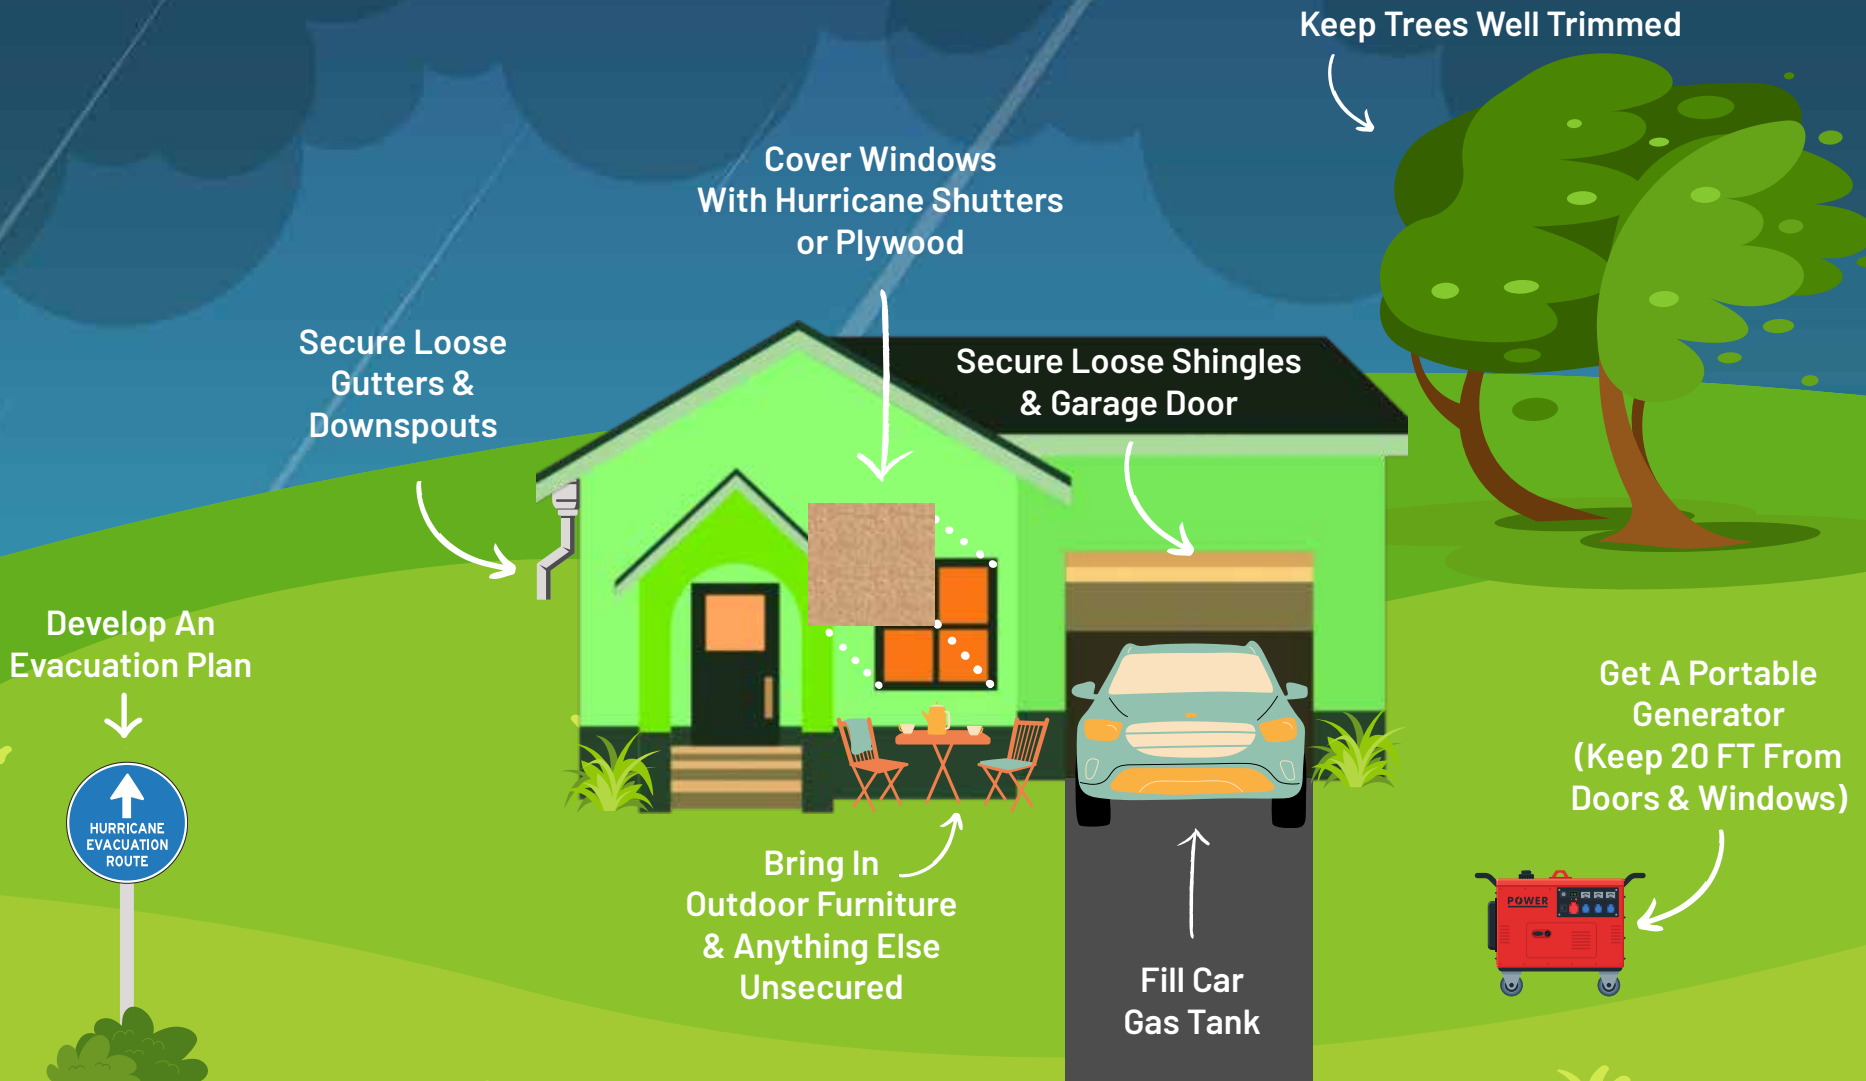 Keep Trees Well Trimmed
Cover Windows
With Hurricane Shutters
or Plywood
Secure Loose
Gutters &
Downspouts
Secure Loose Shingles
& Garage Door
Develop An
Evacuation Plan
HURRICANE
EVACUATION
ROUTE
Get A Portable
Generator
(Keep 20 FT From
Doors & Windows)
POWER
Bring In
Outdoor Furniture
& Anything Else
Unsecured
Fill Car
Gas Tank